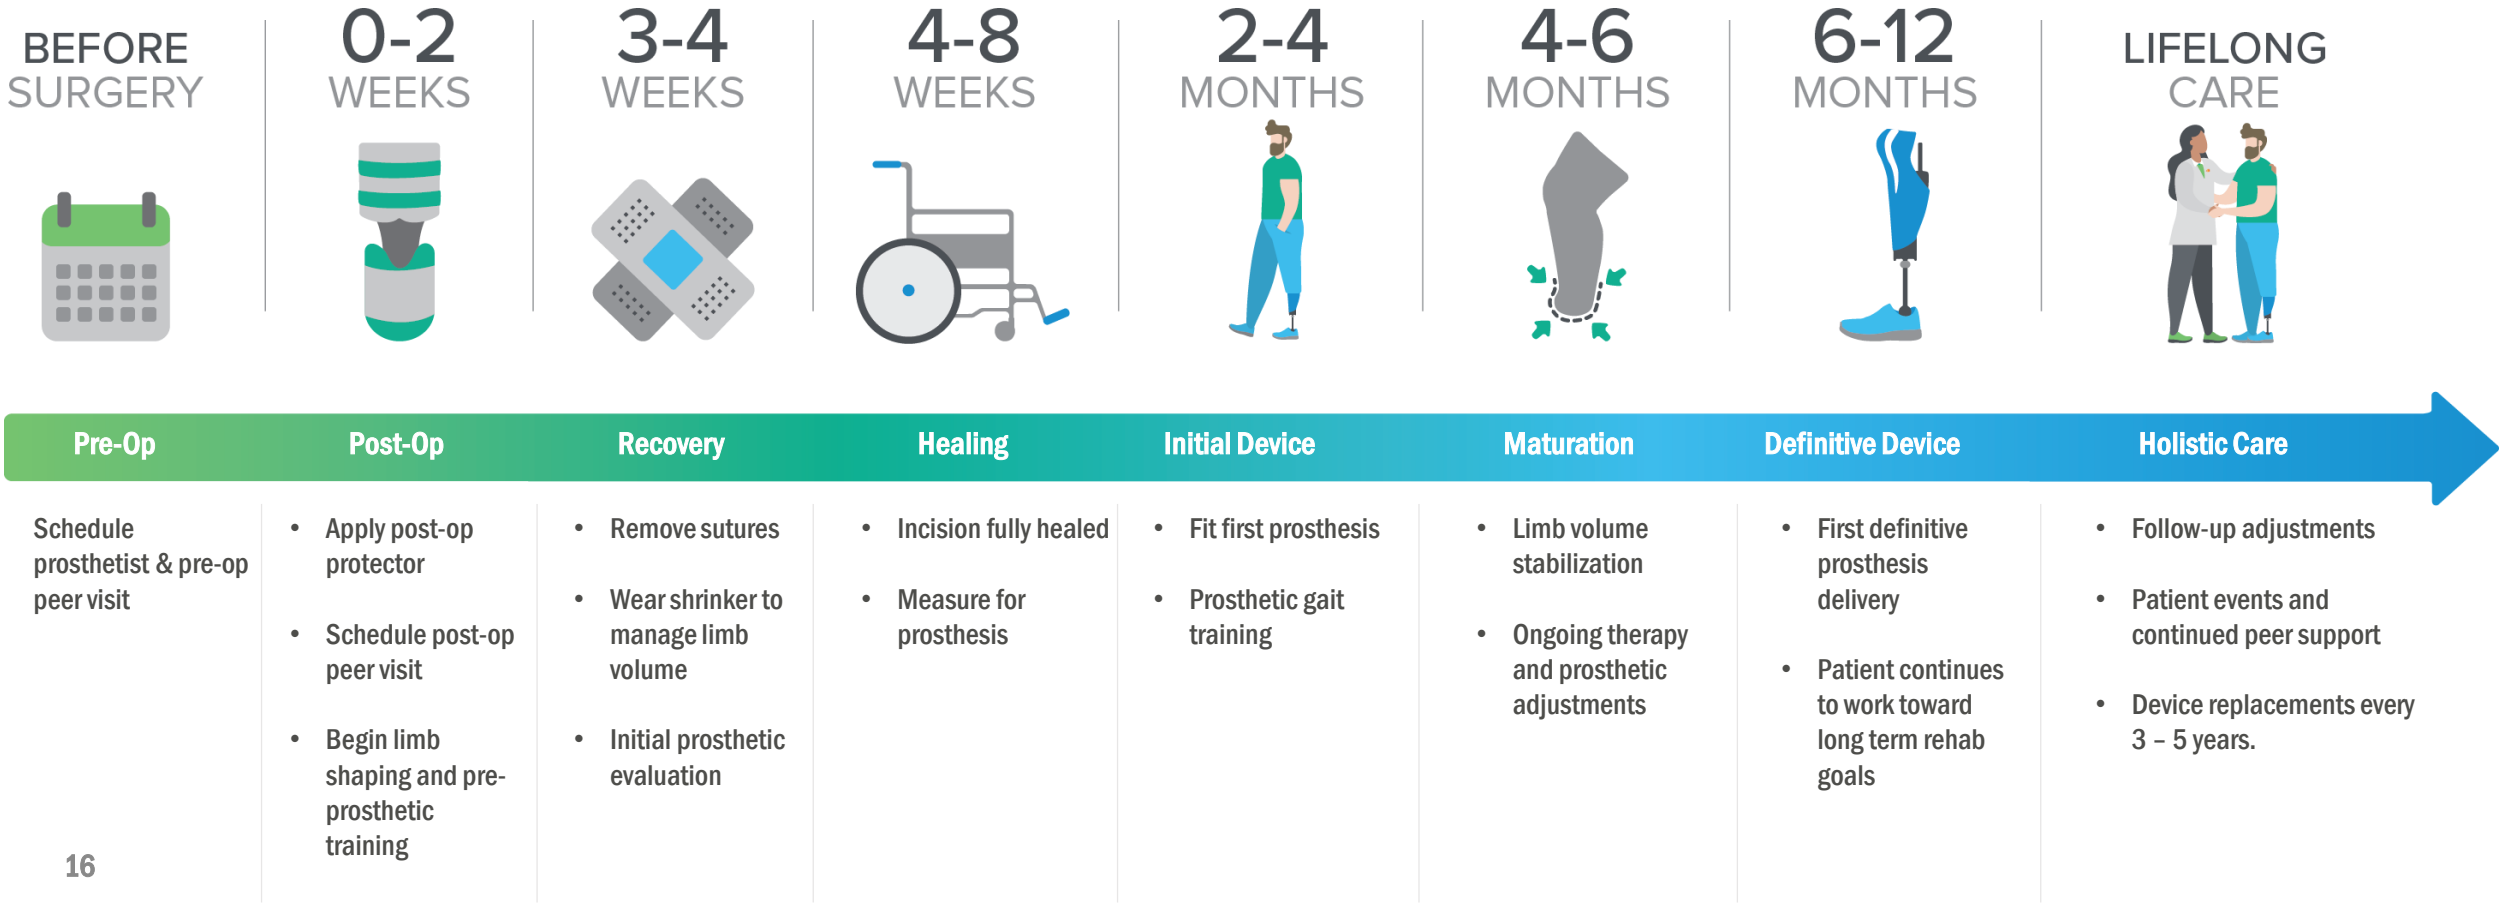 BEFORE
SURGERY
0-2
WEEKS
3-4
WEEKS
4-8
WEEKS
2-4
MONTHS
4-6
MONTHS
6-12
MONTHS
LIFELONG
CARE
Pre-Op
Post-Op
Recovery
Healing
Initial Device
Maturation
Definitive Device
Holistic Care
Schedule
prosthetist & pre-op
peer visit
• Apply post-op
protector
• Schedule post-op
peer visit
• Begin limb
shaping and pre-
prosthetic
training
• Remove sutures
• Wear shrinker to
manage limb
volume
• Initial prosthetic
evaluation
• Incision fully healed
• Measure for
prosthesis
• Fit first prosthesis
• Prosthetic gait
training
• Limb volume
stabilization
• Ongoing therapy
and prosthetic
adjustments
• First definitive
prosthesis
delivery
• Patient continues
to work toward
long term rehab
goals
• Follow-up adjustments
• Patient events and
continued peer support
• Device replacements every
3 – 5 years.
16